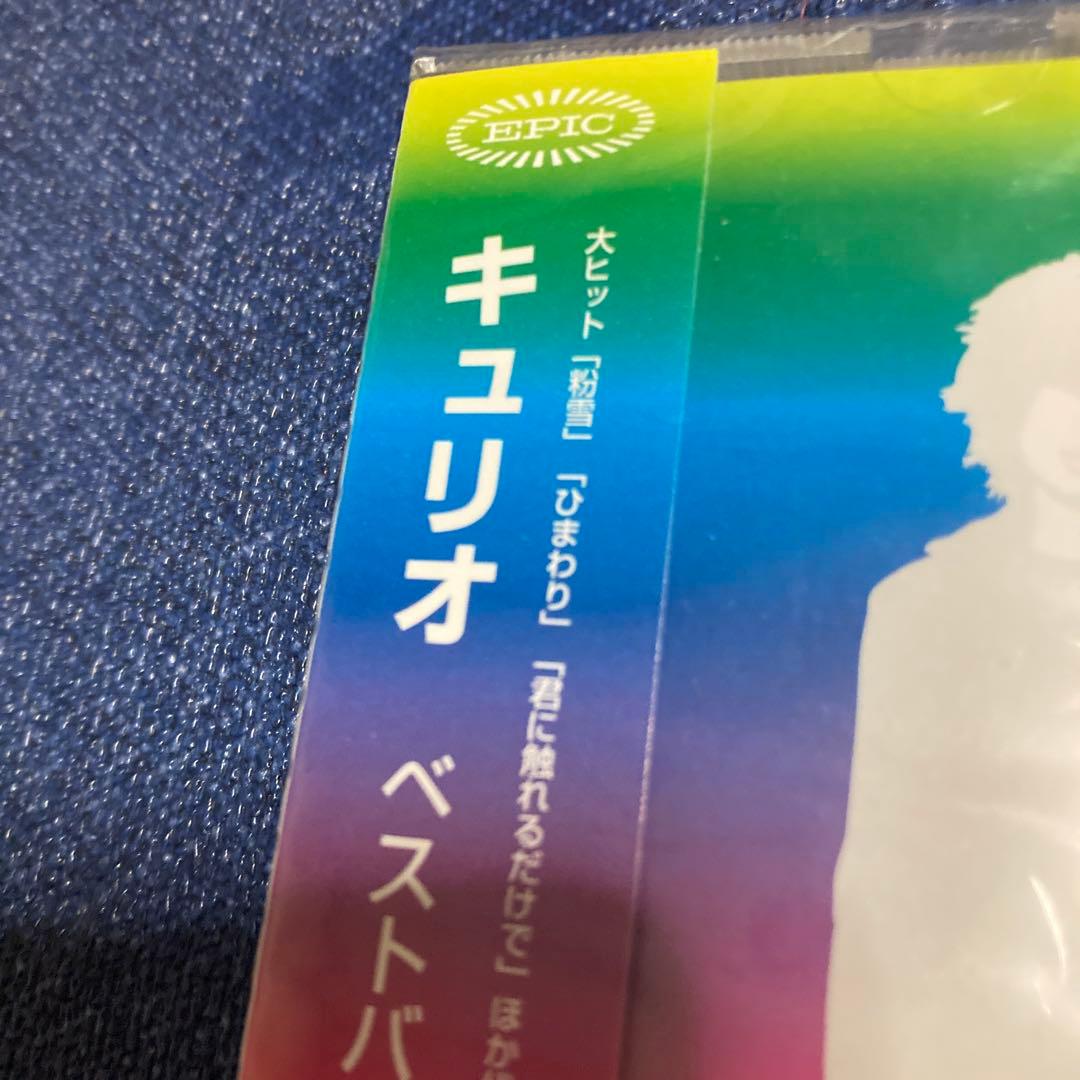 EPIC
大ヒット「粉雪」「ひまわり」「君に触れるだけで」ほか
キュリオ ベストバ